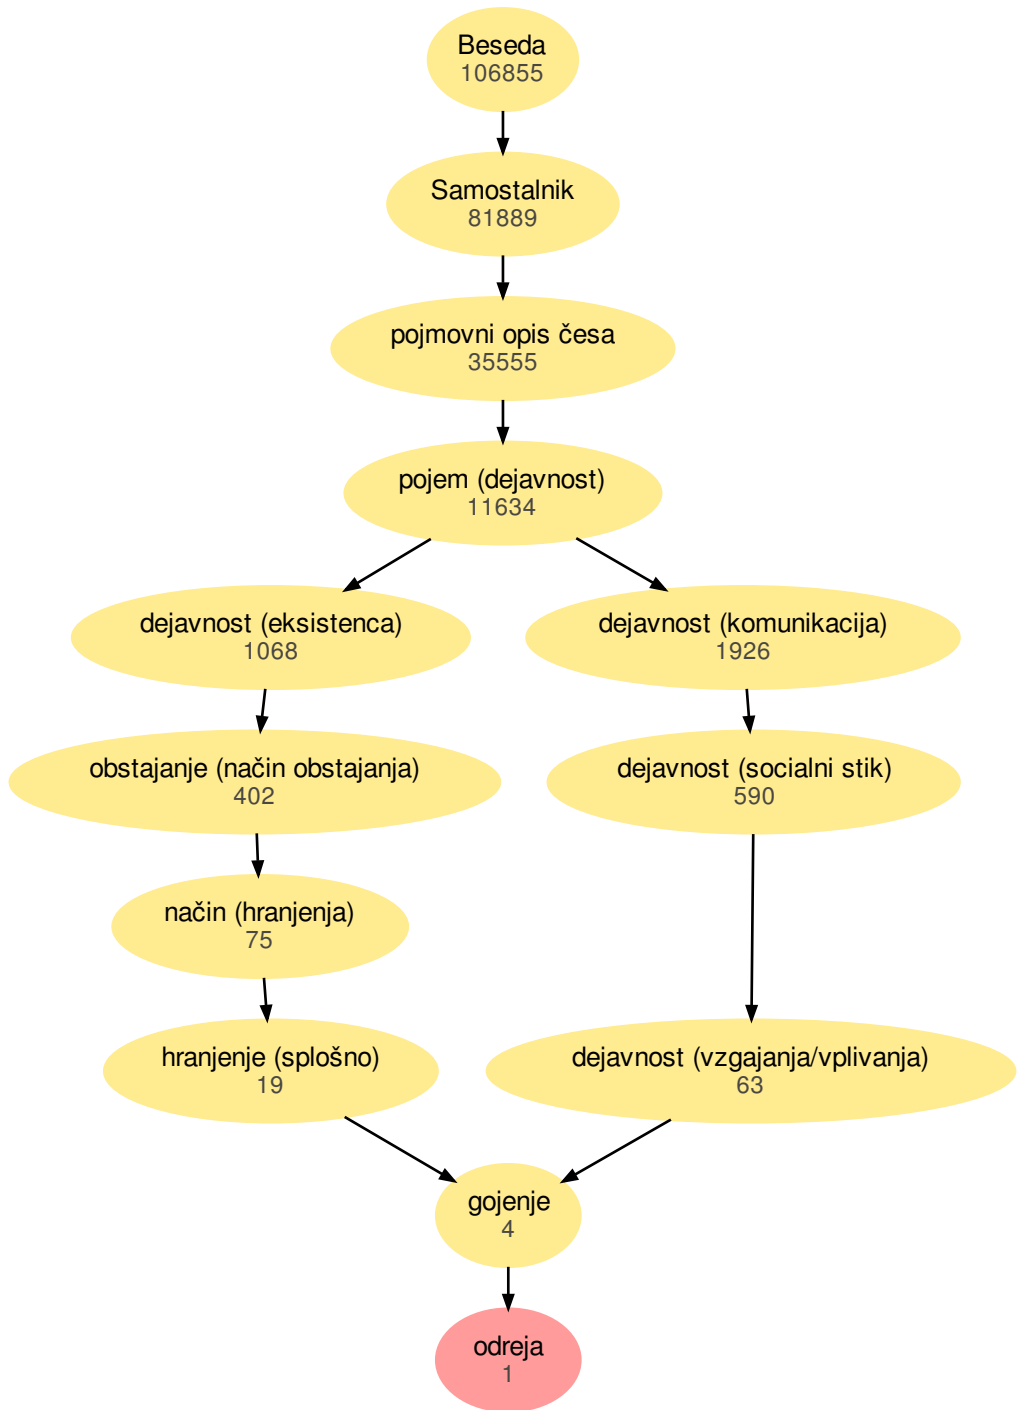 Beseda
106855
Samostalnik
81889
pojmovni opis česa
35555
pojem (dejavnost)
11634
dejavnost (eksistenca)
1068
dejavnost (komunikacija)
1926
obstajanje (način obstajanja)
402
dejavnost (socialni stik)
590
način (hranjenja)
75
hranjenje (splošno)
19
dejavnost (vzgajanja/vplivanja)
63
gojenje
4
odreja
1